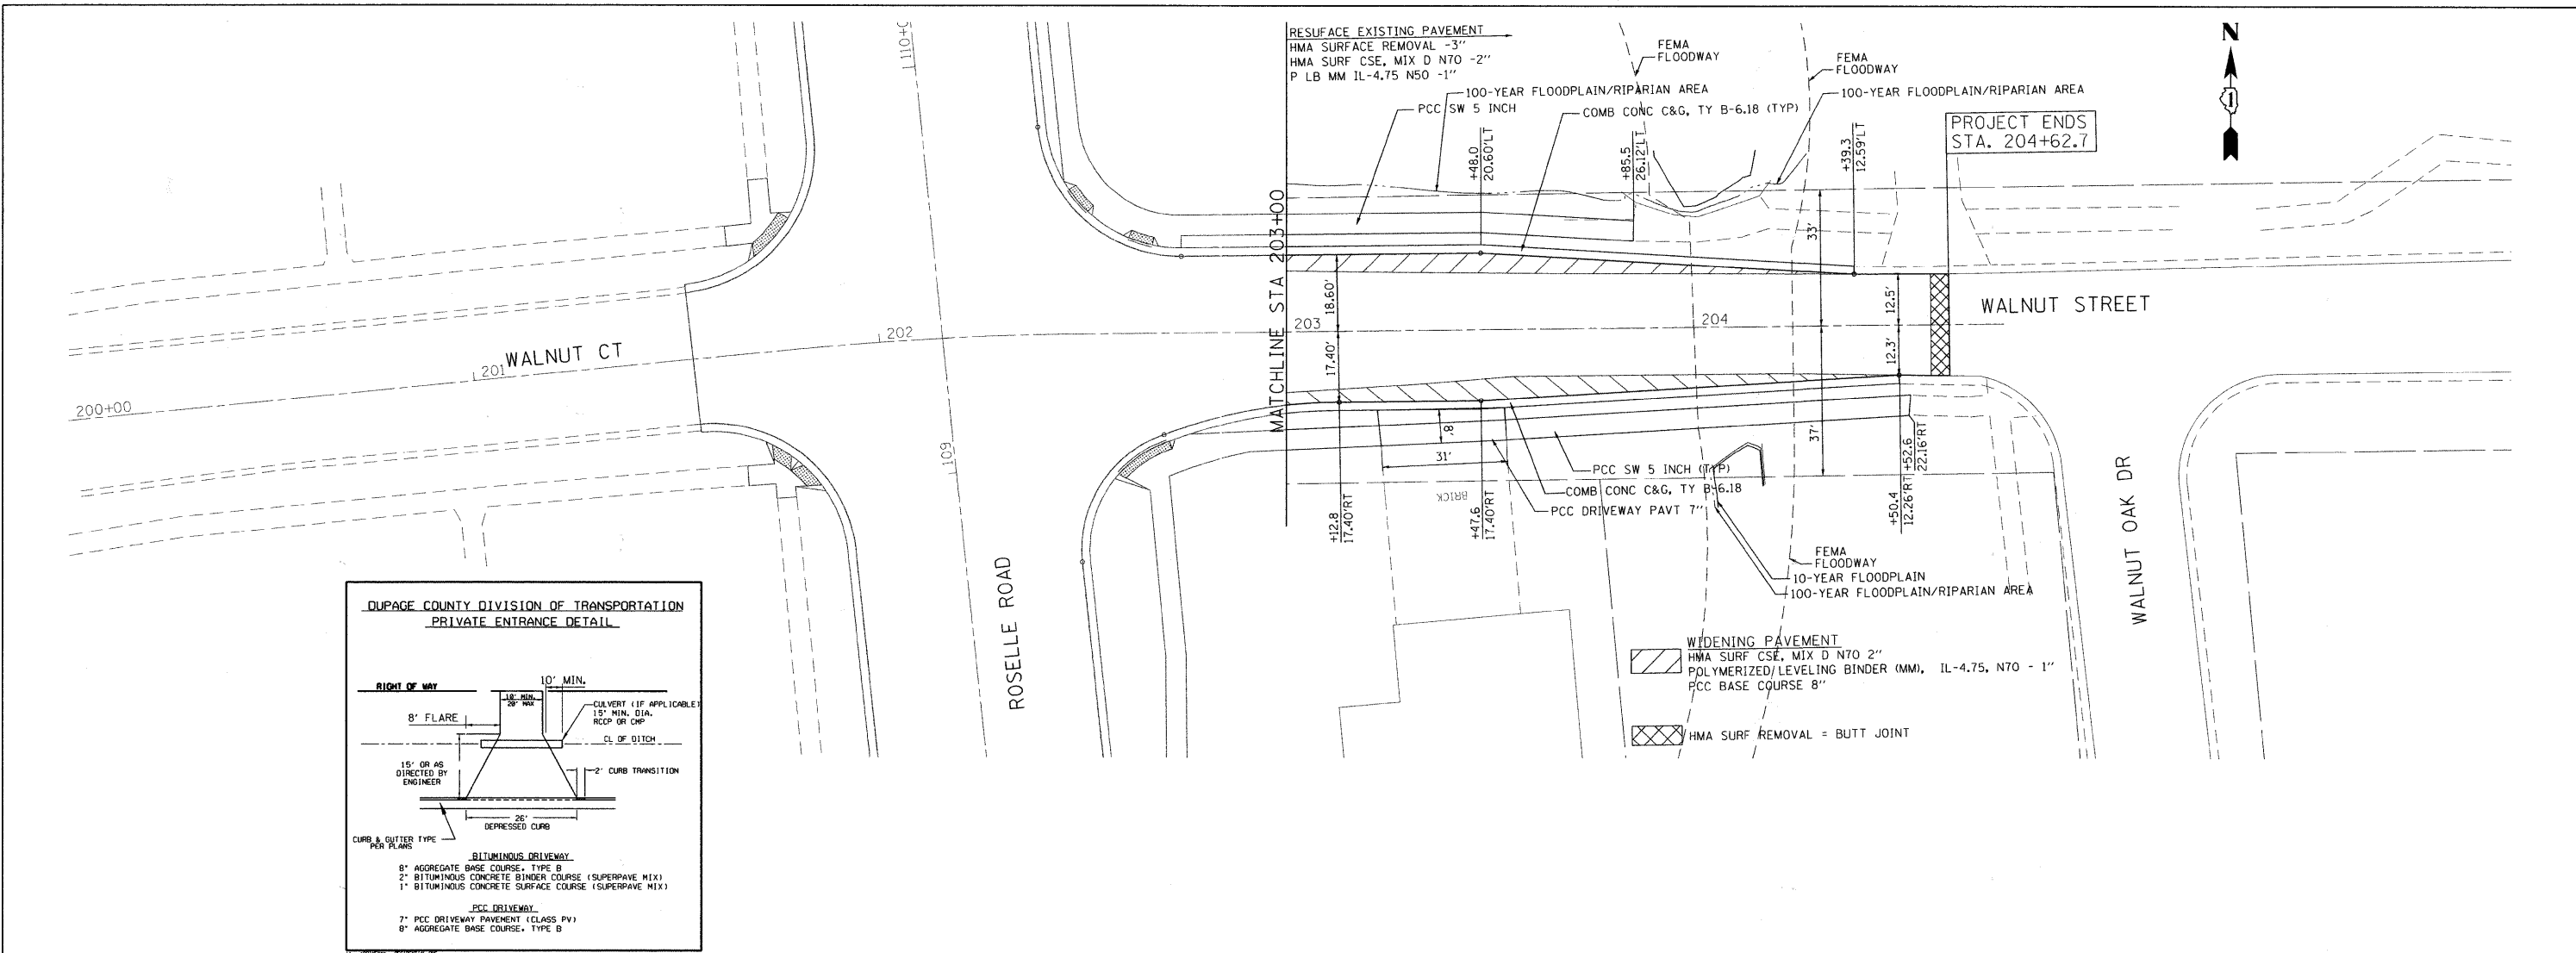 RESUFACE EXISTING PAVEMENT
HMA SURFACE REMOVAL -3"
HMA SURF CSE, MIX D N70 -2"
P LB MM IL-4.75 N50 -1"
100-YEAR FLOODPLAIN/RIPARIAN AREA
PCC SW 5 INCH
COMB CONC C&G, TY B-6.18 (TYP)
FEMA
FLOODWAY
FEMA
FLOODWAY
100-YEAR FLOODPLAIN/RIPARIAN AREA
N
1
PROJECT ENDS
STA. 204+62.7
110+0
+48.0
20.60'LT
+85.5
26.12'LT
+39.3
12.59'LT
MATCHLINE STA 203+00
33'
18.60'
12.5'
WALNUT STREET
203
204
202
201
WALNUT CT
200+00
17.40'
12.3'
37'
109
8'
31'
PCC SW 5 INCH (TYP)
COMB CONC C&G, TY B-6.18
PCC DRIVEWAY PAVT 7"
BRICK
+12.8
17.40'RT
+47.6
17.40'RT
+50.4
12.26'RT
+52.6
22.16'RT
FEMA
FLOODWAY
10-YEAR FLOODPLAIN
100-YEAR FLOODPLAIN/RIPARIAN AREA
WALNUT OAK DR
ROSELLE ROAD
WIDENING PAVEMENT
HMA SURF CSE, MIX D N70 2"
POLYMERIZED/LEVELING BINDER (MM), IL-4.75, N70 - 1"
PCC BASE COURSE 8"
HMA SURF REMOVAL = BUTT JOINT
DUPAGE COUNTY DIVISION OF TRANSPORTATION
PRIVATE ENTRANCE DETAIL
RIGHT OF WAY
10' MIN.
10' MIN.
20' MAX
8' FLARE
CULVERT (IF APPLICABLE)
15" MIN. DIA.
RCCP OR CMP
CL OF DITCH
15' OR AS
DIRECTED BY
ENGINEER
2' CURB TRANSITION
26'
DEPRESSED CURB
CURB & GUTTER TYPE
PER PLANS
BITUMINOUS DRIVEWAY
8" AGGREGATE BASE COURSE, TYPE B
2" BITUMINOUS CONCRETE BINDER COURSE (SUPERPAVE MIX)
1" BITUMINOUS CONCRETE SURFACE COURSE (SUPERPAVE MIX)
PCC DRIVEWAY
7" PCC DRIVEWAY PAVEMENT (CLASS PV)
8" AGGREGATE BASE COURSE, TYPE B